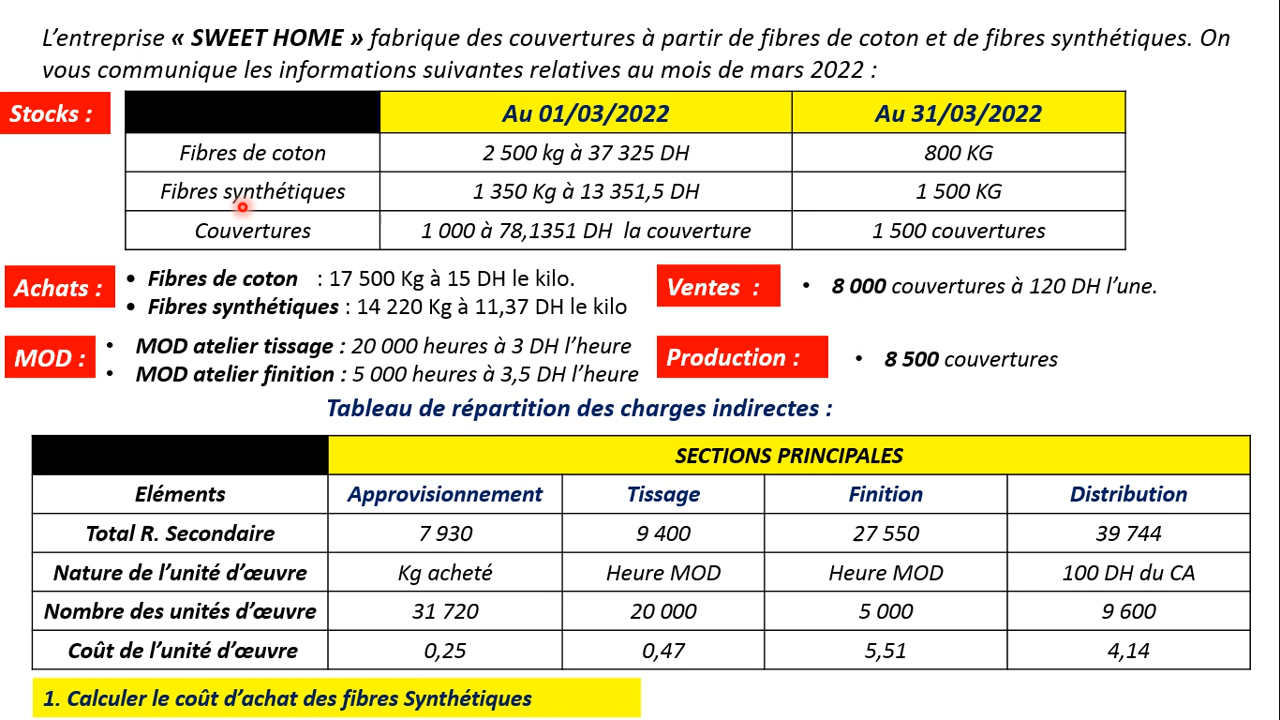 L'entreprise « SWEET HOME » fabrique des couvertures à partir de fibres de coton et de fibres synthétiques. On
vous communique les informations suivantes relatives au mois de mars 2022 :
Stocks :
Au 01/03/2022 Au 31/03/2022
Fibres de coton 2 500 kg à 37 325 DH 800 KG
Fibres synthétiques 1 350 Kg à 13 351,5 DH 1 500 KG
Couvertures 1 000 à 78,1351 DH la couverture 1 500 couvertures
Achats :
• Fibres de coton : 17 500 Kg à 15 DH le kilo.
• Fibres synthétiques : 14 220 Kg à 11,37 DH le kilo
Ventes :
• 8 000 couvertures à 120 DH l'une.
MOD :
• MOD atelier tissage : 20 000 heures à 3 DH l'heure
• MOD atelier finition : 5 000 heures à 3,5 DH l'heure
Production :
• 8 500 couvertures
Tableau de répartition des charges indirectes :
SECTIONS PRINCIPALES
Eléments Approvisionnement Tissage Finition Distribution
Total R. Secondaire 7 930 9 400 27 550 39 744
Nature de l'unité d'œuvre Kg acheté Heure MOD Heure MOD 100 DH du CA
Nombre des unités d'œuvre 31 720 20 000 5 000 9 600
Coût de l'unité d'œuvre 0,25 0,47 5,51 4,14
1. Calculer le coût d'achat des fibres Synthétiques